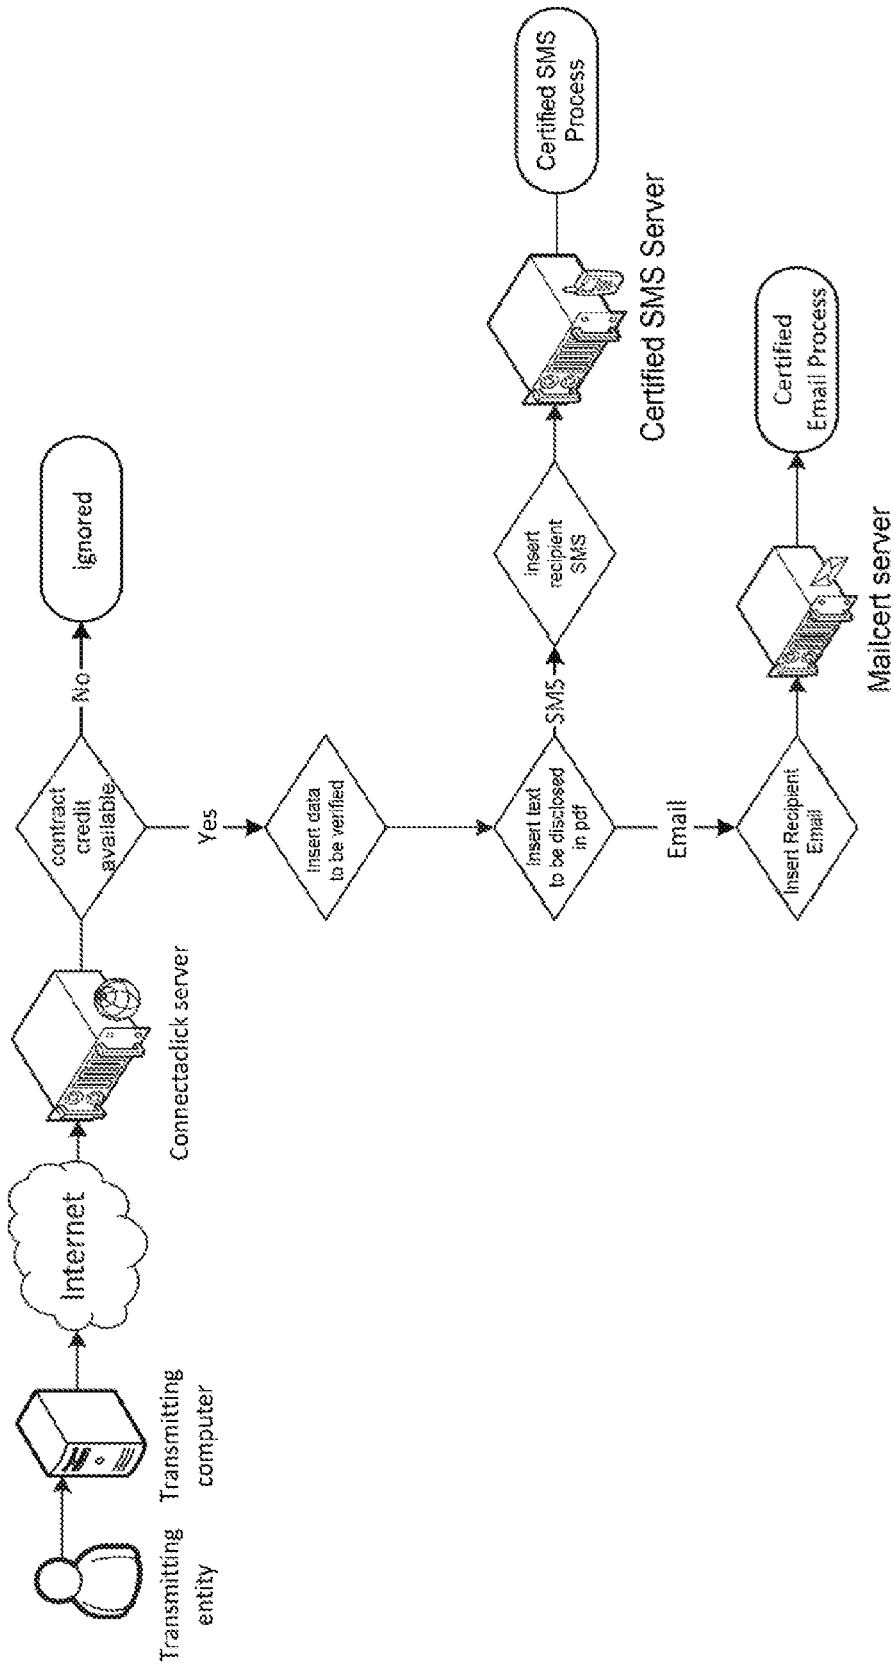 Transmitting
entity
Transmitting
computer
Internet
Connectaclick server
contract
credit
available
No
ignored
Yes
Insert data
to be verified
Insert text
to be disclosed
in pdf
SMS
insert
recipient
SMS
Certified SMS Server
Certified SMS
Process
Email
Insert Recipient
Email
Mailcert server
Certified
Email Process